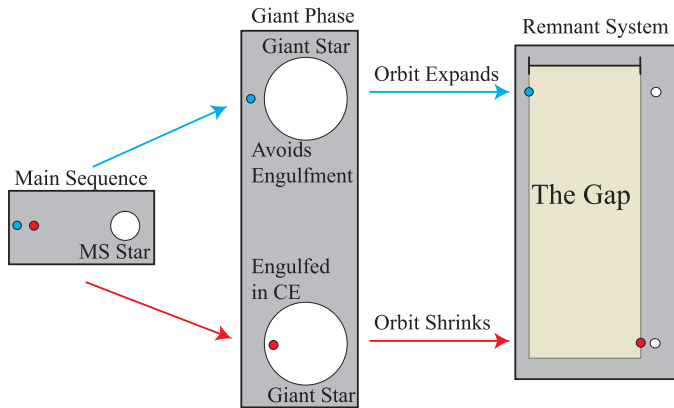 Giant Phase
Remnant System
Giant Star
Orbit Expands
Avoids
Engulfment
Main Sequence
MS Star
The Gap
Engulfed
in CE
Orbit Shrinks
Giant Star